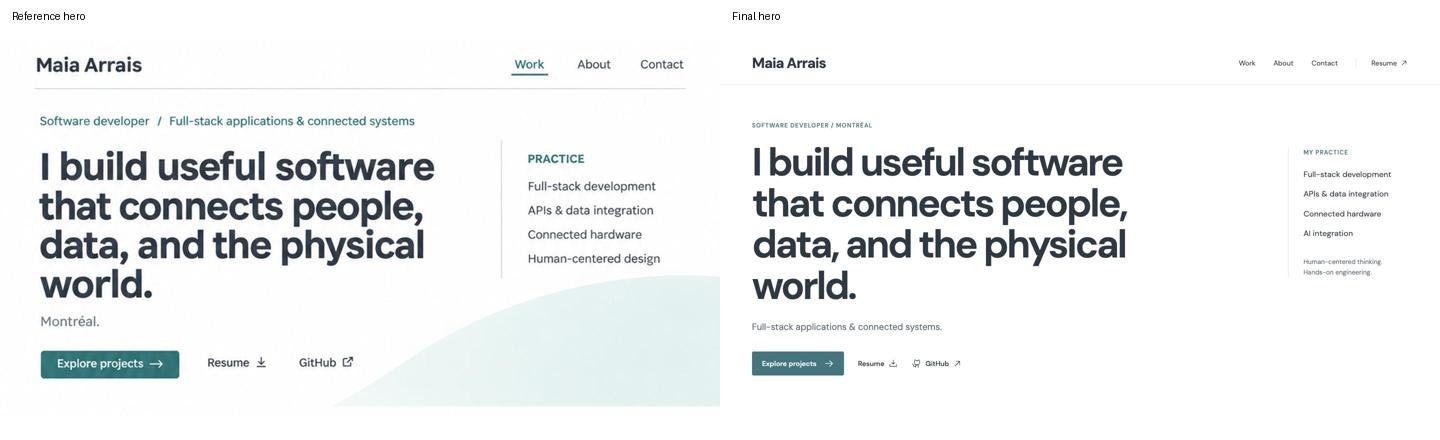 Reference hero
Maia Arrais
Work About Contact
Software developer / Full-stack applications & connected systems
I build useful software
that connects people,
data, and the physical
world.
Montréal.
Explore projects → Resume GitHub
PRACTICE
Full-stack development
APIs & data integration
Connected hardware
Human-centered design
Final hero
Maia Arrais
Work About Contact Resume ↗
SOFTWARE DEVELOPER / MONTRÉAL
I build useful software
that connects people,
data, and the physical
world.
Full-stack applications & connected systems.
Explore projects → Resume GitHub ↗
MY PRACTICE
Full-stack development
APIs & data integration
Connected hardware
AI integration
Human-centered thinking.
Hands-on engineering.